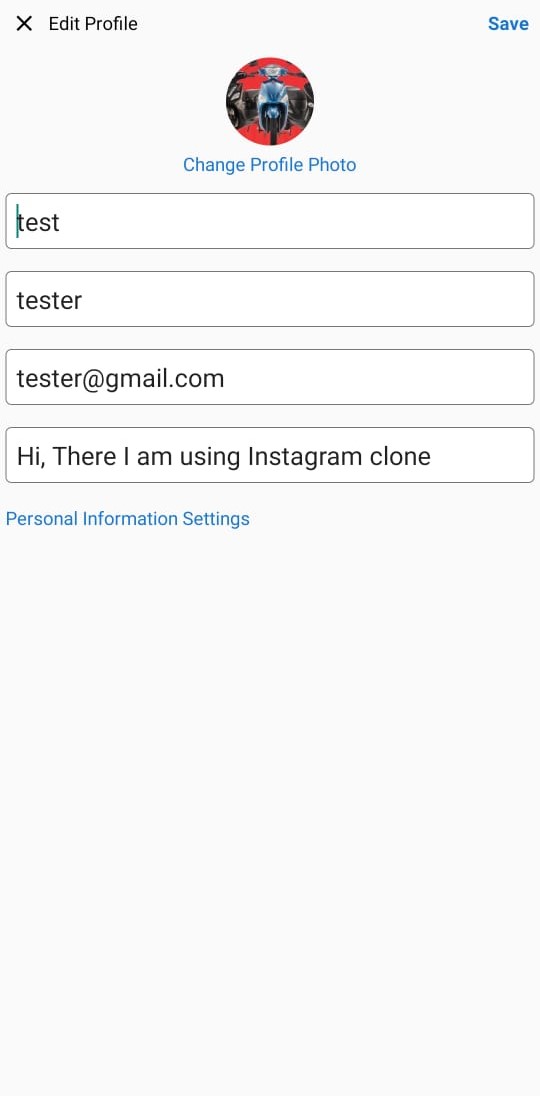 Edit Profile
Save
Change Profile Photo
test
tester
tester@gmail.com
Hi, There I am using Instagram clone
Personal Information Settings